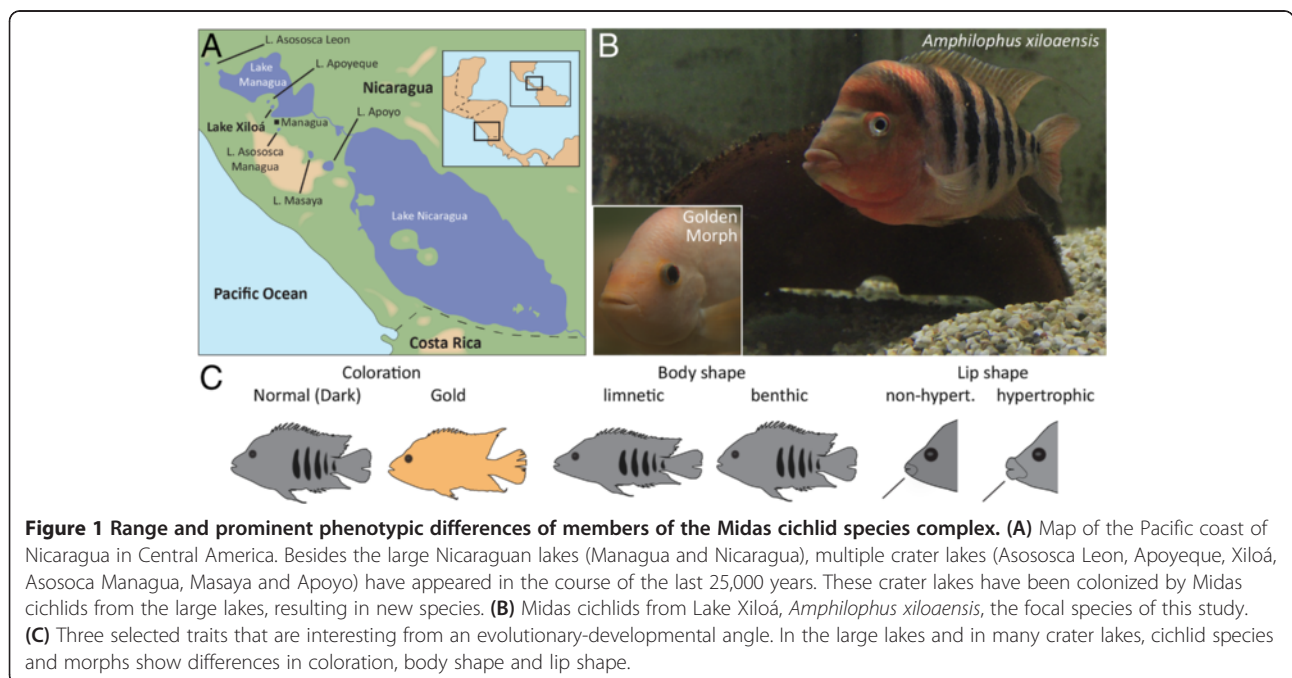 A
L. Asososca Leon
Lake
Managua
L. Apoyeque
Nicaragua
Lake Xiloá
Managua
L. Apoyo
L. Asososca
Managua
L. Masaya
Lake Nicaragua
Pacific Ocean
Costa Rica
B
Amphilophus xiloaensis
Golden
Morph
C
Coloration
Body shape
Lip shape
Normal (Dark)
Gold
limnetic
benthic
non-hypert.
hypertrophic
Figure 1 Range and prominent phenotypic differences of members of the Midas cichlid species complex. (A) Map of the Pacific coast of
Nicaragua in Central America. Besides the large Nicaraguan lakes (Managua and Nicaragua), multiple crater lakes (Asososca Leon, Apoyeque, Xiloá,
Asosoca Managua, Masaya and Apoyo) have appeared in the course of the last 25,000 years. These crater lakes have been colonized by Midas
cichlids from the large lakes, resulting in new species. (B) Midas cichlids from Lake Xiloá, Amphilophus xiloaensis, the focal species of this study.
(C) Three selected traits that are interesting from an evolutionary-developmental angle. In the large lakes and in many crater lakes, cichlid species
and morphs show differences in coloration, body shape and lip shape.